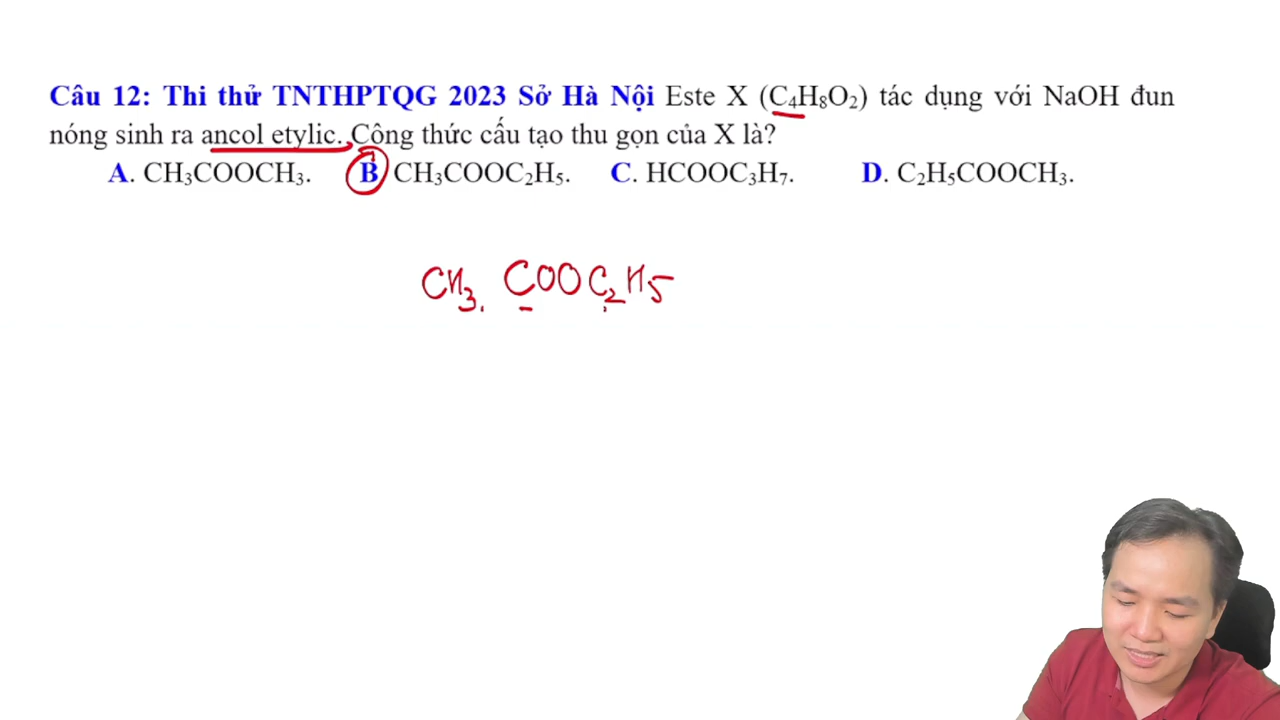 Câu 12: Thi thử TNTHPTQG 2023 Sở Hà Nội Este X (C₄H₈O₂) tác dụng với NaOH đun
nóng sinh ra ancol etylic. Công thức cấu tạo thu gọn của X là?
A. CH₃COOCH₃. B. CH₃COOC₂H₅. C. HCOOC₃H₇. D. C₂H₅COOCH₃.
CH₃ COOC₂H₅